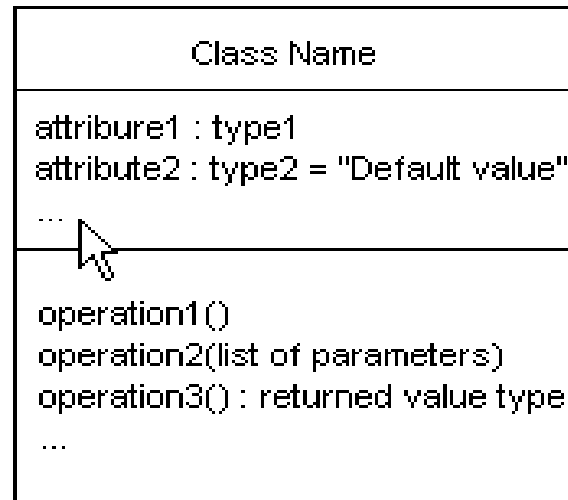 Class Name
attribure1 : type1
attribute2 : type2 = "Default value"
...
operation1()
operation2(list of parameters)
operation3() : returned value type
...